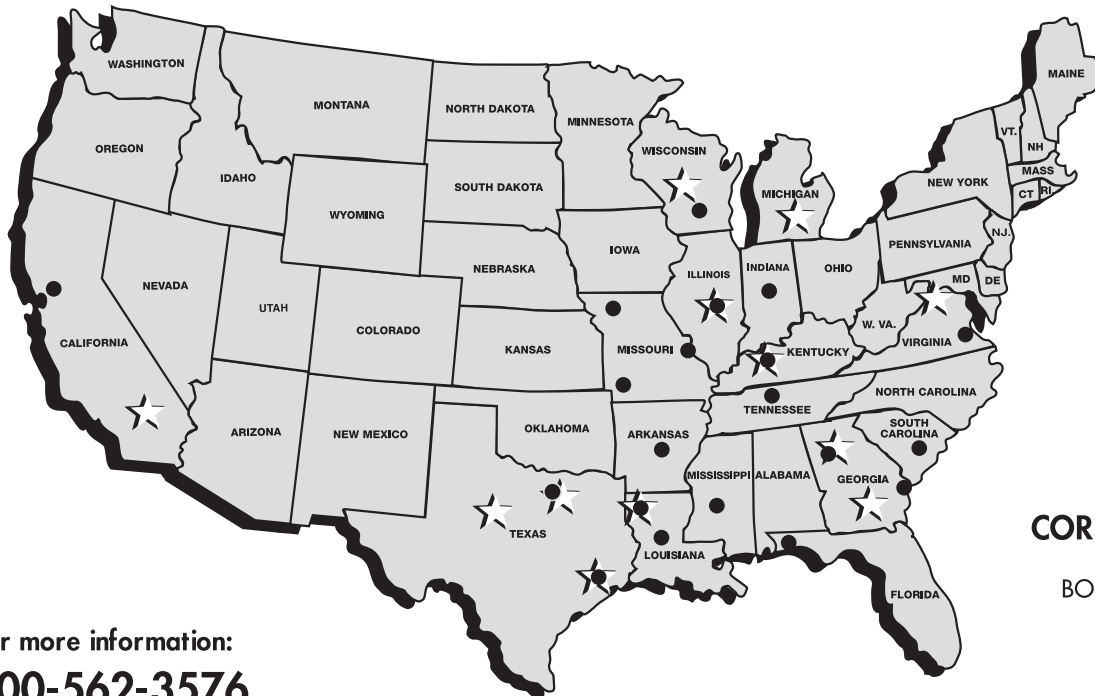 WASHINGTON
MONTANA
NORTH DAKOTA
MINNESOTA
MAINE
VT.
NH
OREGON
IDAHO
WISCONSIN
MASS
CT
RI
NEW YORK
SOUTH DAKOTA
MICHIGAN
WYOMING
IOWA
NJ.
PENNSYLVANIA
NEBRASKA
ILLINOIS
INDIANA
OHIO
MD
DE
NEVADA
UTAH
COLORADO
W. VA.
CALIFORNIA
KANSAS
MISSOURI
KENTUCKY
VIRGINIA
NORTH CAROLINA
TENNESSEE
SOUTH
CAROLINA
ARIZONA
NEW MEXICO
OKLAHOMA
ARKANSAS
MISSISSIPPI
ALABAMA
GEORGIA
TEXAS
LOUISIANA
FLORIDA
COR
BO
r more information:
00-562-3576